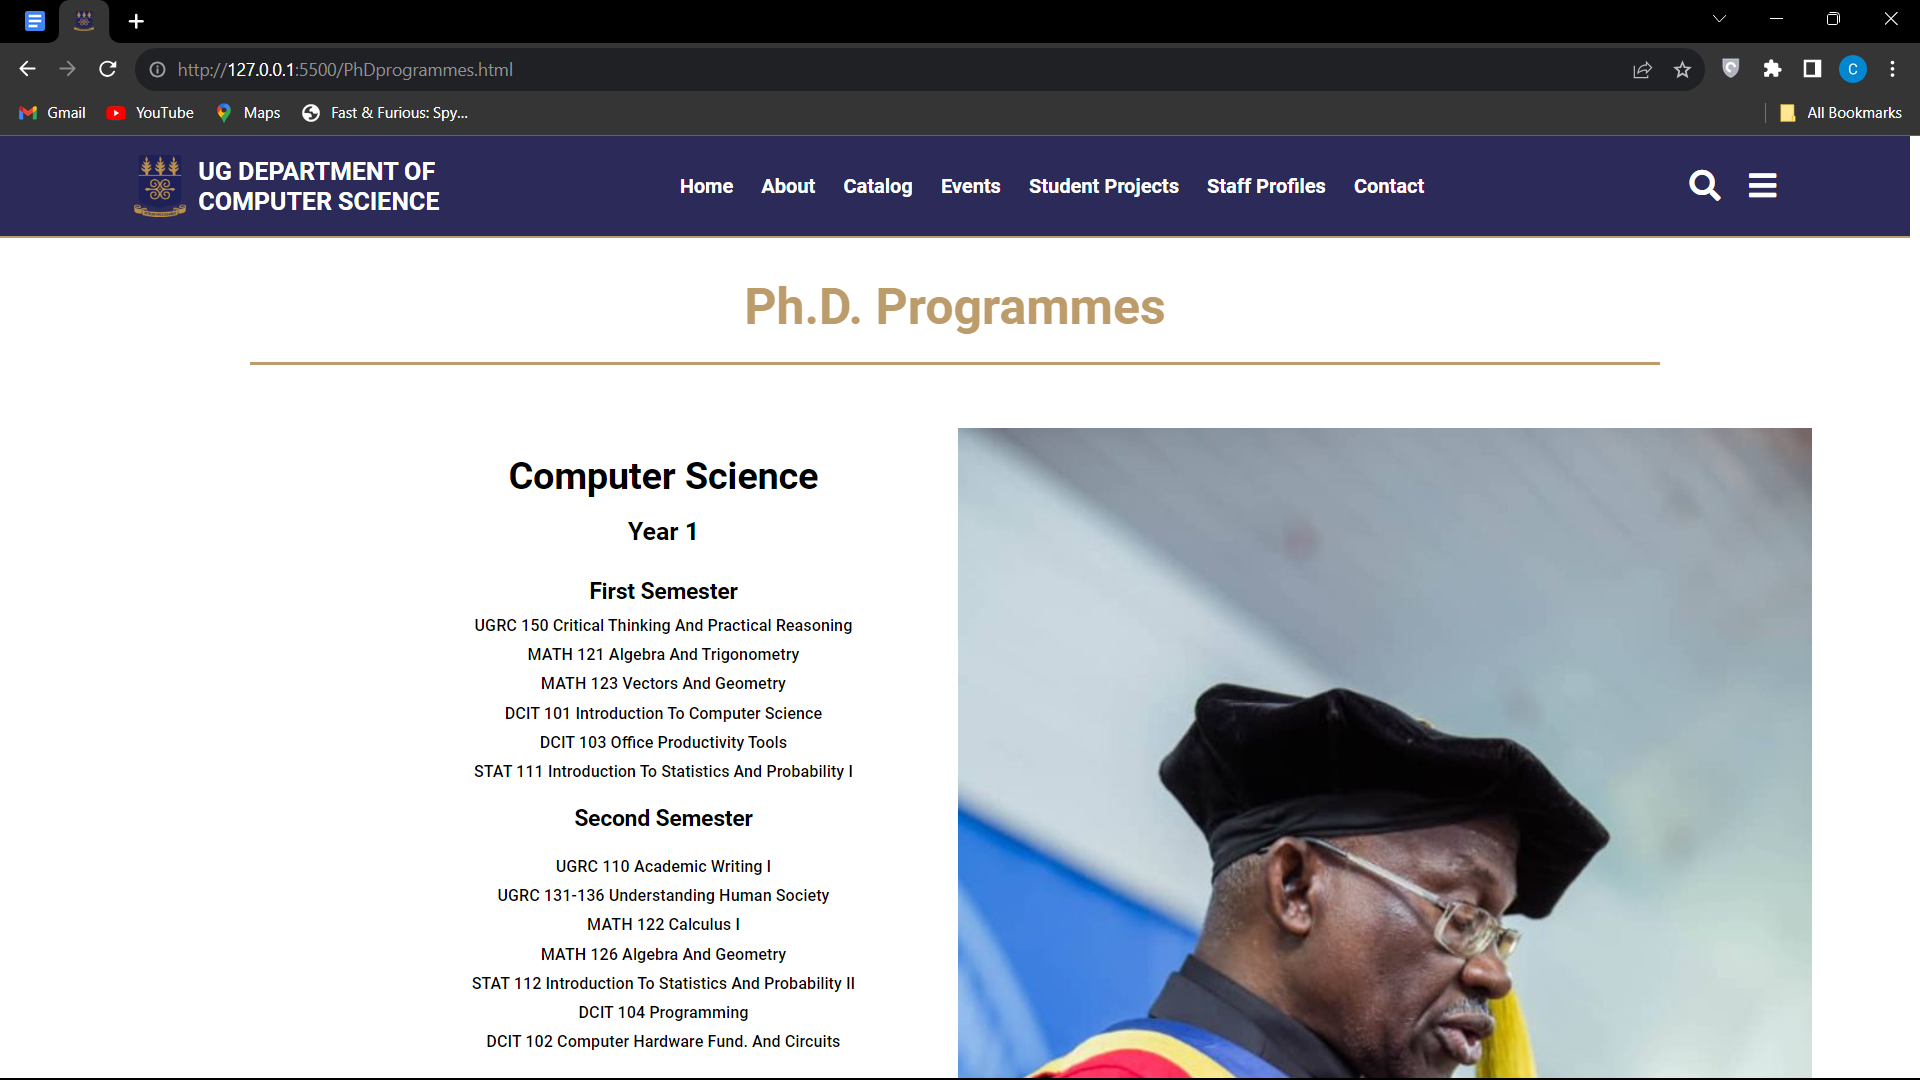 http://127.0.0.1:5500/PhDprogrammes.html
C
Gmail
YouTube
Maps
Fast & Furious: Spy...
All Bookmarks
UG DEPARTMENT OF
COMPUTER SCIENCE
Home
About
Catalog
Events
Student Projects
Staff Profiles
Contact
Ph.D. Programmes
Computer Science
Year 1
First Semester
UGRC 150 Critical Thinking And Practical Reasoning
MATH 121 Algebra And Trigonometry
MATH 123 Vectors And Geometry
DCIT 101 Introduction To Computer Science
DCIT 103 Office Productivity Tools
STAT 111 Introduction To Statistics And Probability I
Second Semester
UGRC 110 Academic Writing I
UGRC 131-136 Understanding Human Society
MATH 122 Calculus I
MATH 126 Algebra And Geometry
STAT 112 Introduction To Statistics And Probability II
DCIT 104 Programming
DCIT 102 Computer Hardware Fund. And Circuits